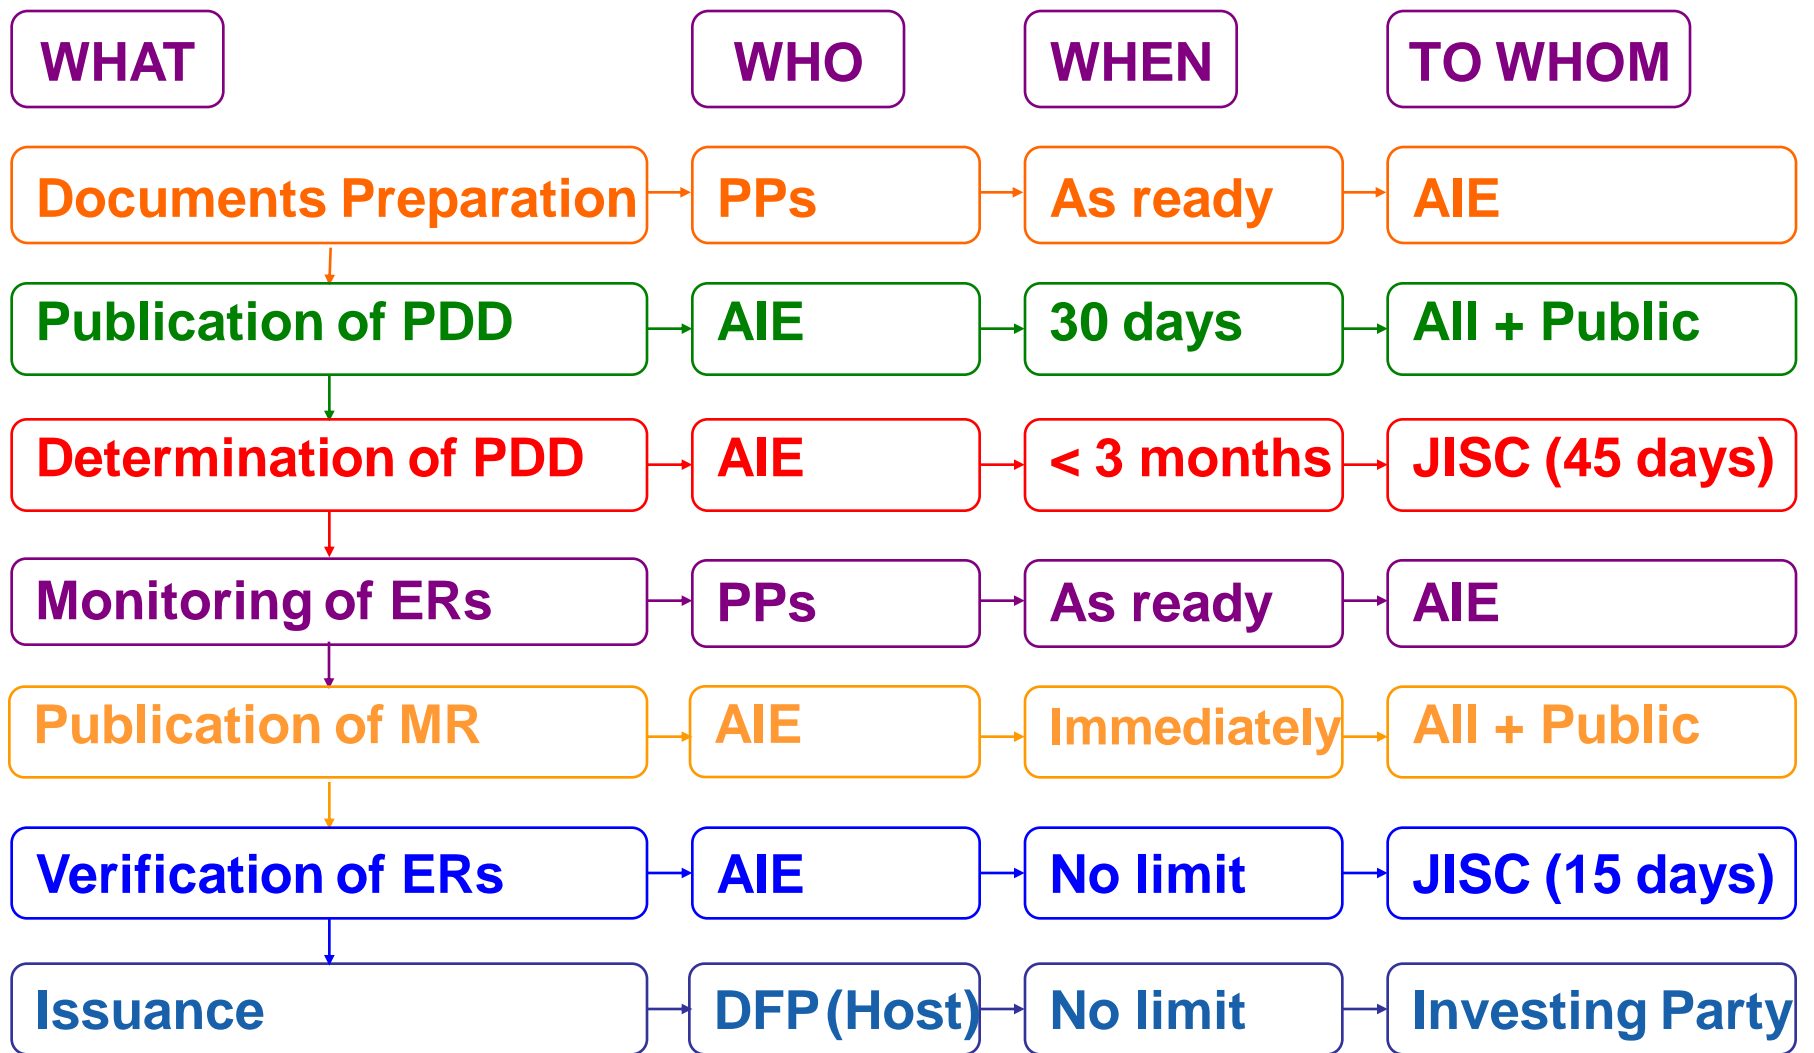 WHAT WHO WHEN TO WHOM
Documents Preparation PPs As ready AIE
Publication of PDD AIE 30 days All + Public
Determination of PDD AIE < 3 months JISC (45 days)
Monitoring of ERs PPs As ready AIE
Publication of MR AIE Immediately All + Public
Verification of ERs AIE No limit JISC (15 days)
Issuance DFP (Host) No limit Investing Party